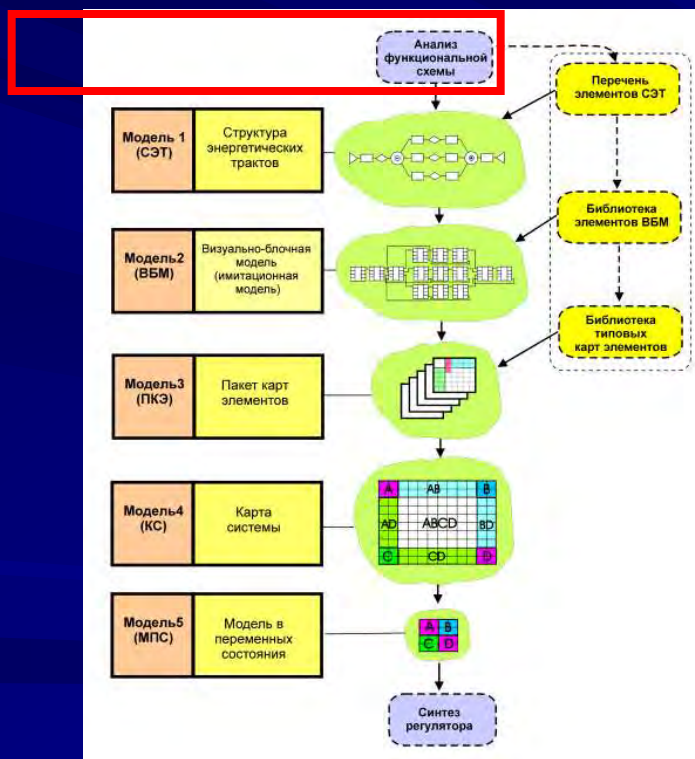 Анализ
функциональной
схемы
Перечень
элементов СЭТ
Модель 1
(СЭТ)
Структура
энергетических
трактов
Библиотека
элементов ВБМ
Модель2
(ВБМ)
Визуально-блочная
модель
(имитационная
модель)
Библиотека
типовых
карт элементов
Модель3
(ПКЭ)
Пакет карт
элементов
Модель4
(КС)
Карта
системы
A AB B
AD ABCD BD
C CD D
Модель5
(МПС)
Модель в
переменных
состояния
A B
C D
Синтез
регулятора